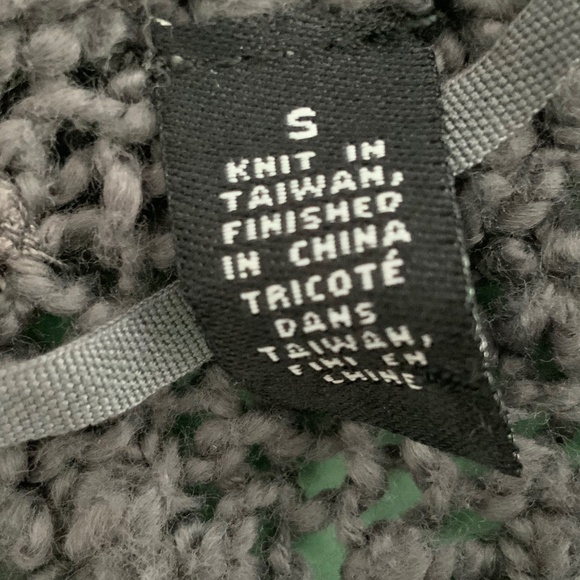 S
KNIT IN
TAIWAN,
FINISHED
IN CHINA
TRICOTÉ
DANS
TAIWAN,
FINI EN
CHINE